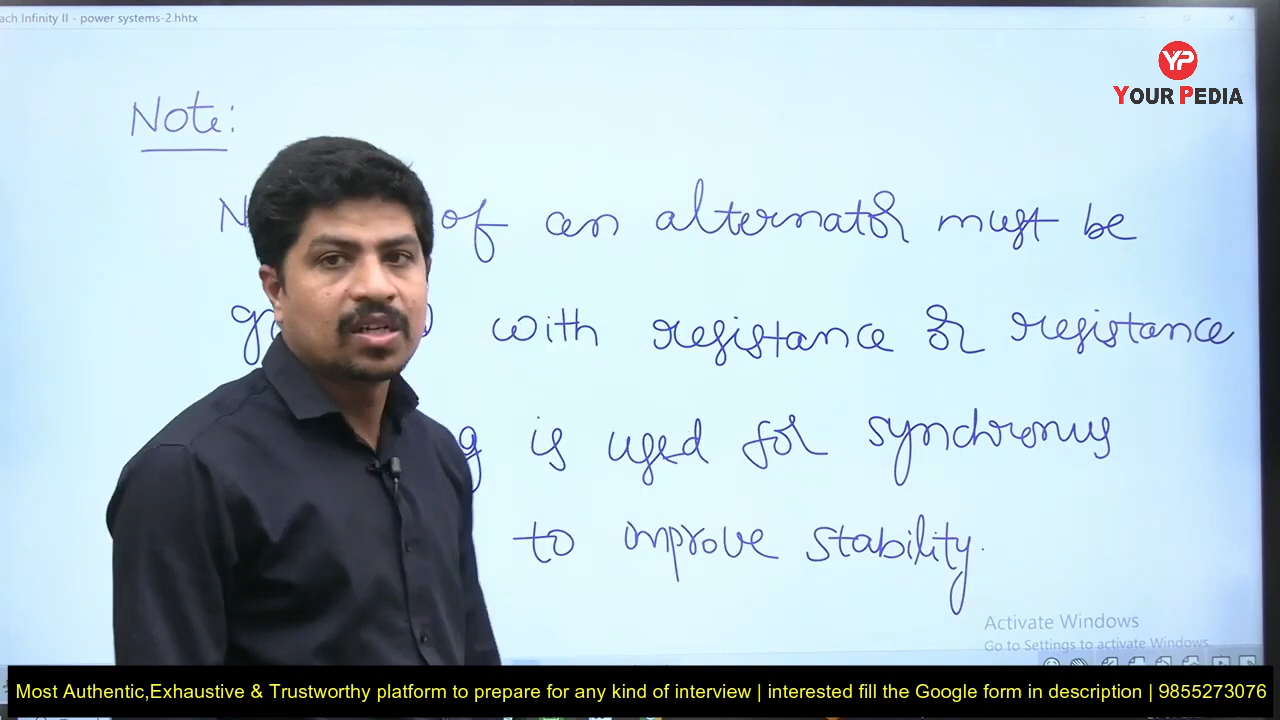 ach Infinity II - power systems-2.hhtx
YP
YOUR PEDIA
Note:
of an alternator must be
with resistance or resistance
is used for synchronus
to improve stability.
Activate Windows
Go to Settings to activate Windows.
Most Authentic,Exhaustive & Trustworthy platform to prepare for any kind of interview | interested fill the Google form in description | 9855273076